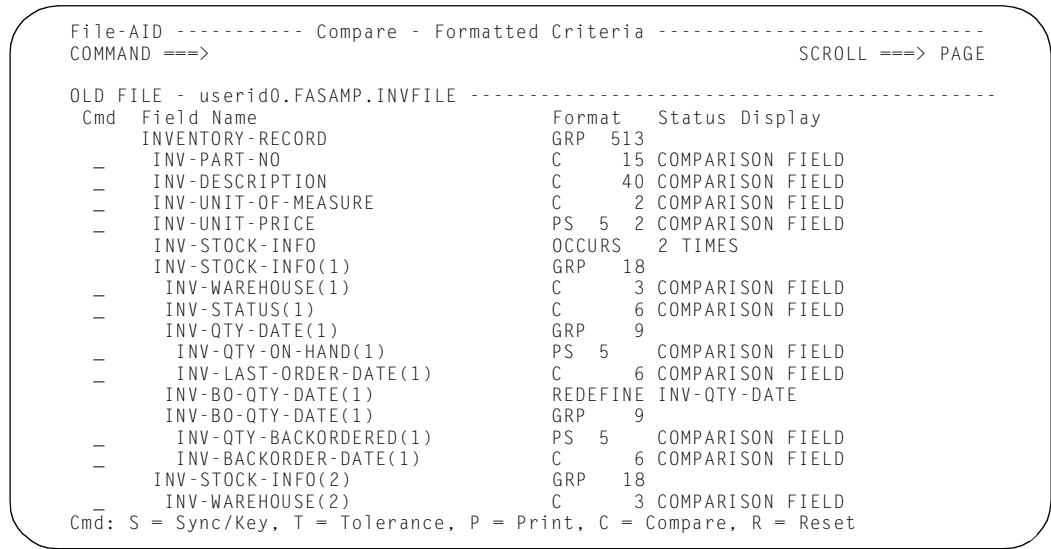 File-AID ----------- Compare - Formatted Criteria ----------------------------
COMMAND ===>                                                  SCROLL ===> PAGE
OLD FILE - userid0.FASAMP.INVFILE ---------------------------------------------
 Cmd  Field Name                         Format   Status Display
      INVENTORY-RECORD                   GRP  513
  _    INV-PART-NO                       C     15 COMPARISON FIELD
  _    INV-DESCRIPTION                   C     40 COMPARISON FIELD
  _    INV-UNIT-OF-MEASURE               C      2 COMPARISON FIELD
  _    INV-UNIT-PRICE                    PS  5  2 COMPARISON FIELD
       INV-STOCK-INFO                    OCCURS   2 TIMES
       INV-STOCK-INFO(1)                 GRP   18
  _     INV-WAREHOUSE(1)                 C      3 COMPARISON FIELD
  _     INV-STATUS(1)                    C      6 COMPARISON FIELD
        INV-QTY-DATE(1)                  GRP    9
  _      INV-QTY-ON-HAND(1)              PS  5    COMPARISON FIELD
  _      INV-LAST-ORDER-DATE(1)          C      6 COMPARISON FIELD
        INV-BO-QTY-DATE(1)               REDEFINE INV-QTY-DATE
        INV-BO-QTY-DATE(1)               GRP    9
  _      INV-QTY-BACKORDERED(1)          PS  5    COMPARISON FIELD
  _      INV-BACKORDER-DATE(1)           C      6 COMPARISON FIELD
       INV-STOCK-INFO(2)                 GRP   18
  _     INV-WAREHOUSE(2)                 C      3 COMPARISON FIELD
Cmd: S = Sync/Key, T = Tolerance, P = Print, C = Compare, R = Reset